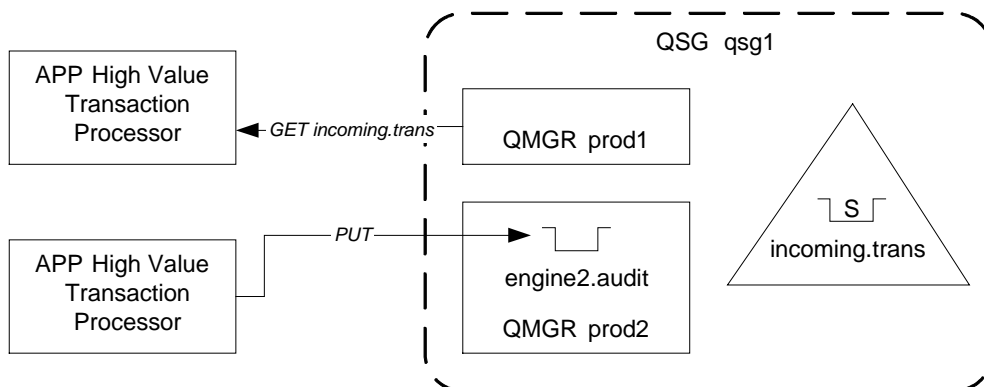 QSG qsg1
APP High Value
Transaction
Processor
GET incoming.trans
QMGR prod1
S
incoming.trans
APP High Value
Transaction
Processor
PUT
engine2.audit
QMGR prod2